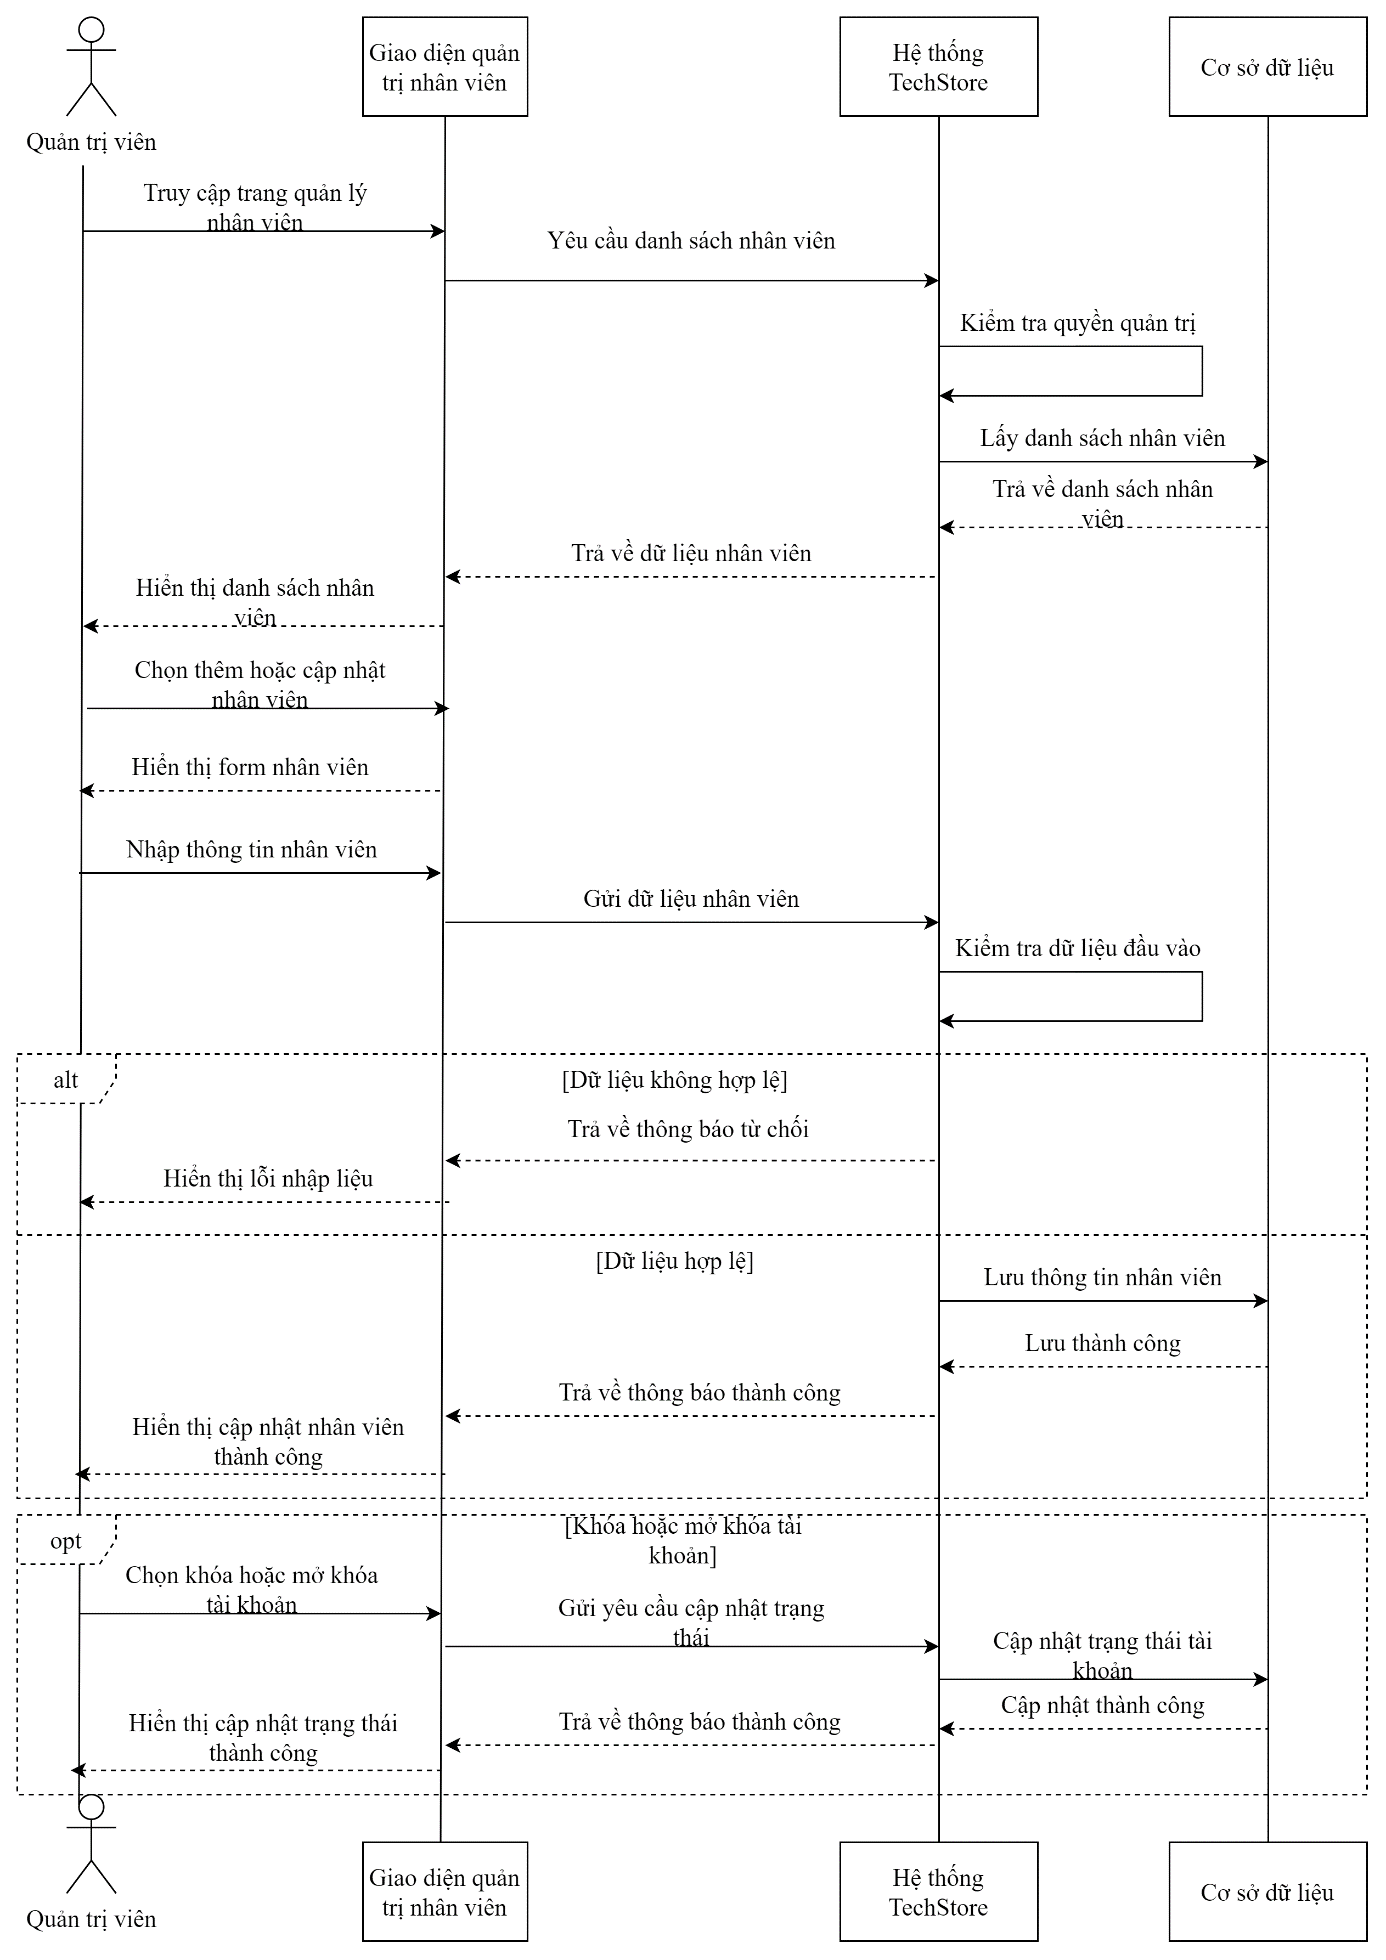 Quản trị viên
Giao diện quản
trị nhân viên
Hệ thống
TechStore
Cơ sở dữ liệu
Truy cập trang quản lý
nhân viên
Yêu cầu danh sách nhân viên
Kiểm tra quyền quản trị
Lấy danh sách nhân viên
Trả về danh sách nhân
viên
Trả về dữ liệu nhân viên
Hiển thị danh sách nhân
viên
Chọn thêm hoặc cập nhật
nhân viên
Hiển thị form nhân viên
Nhập thông tin nhân viên
Gửi dữ liệu nhân viên
Kiểm tra dữ liệu đầu vào
alt
[Dữ liệu không hợp lệ]
Trả về thông báo từ chối
Hiển thị lỗi nhập liệu
[Dữ liệu hợp lệ]
Lưu thông tin nhân viên
Lưu thành công
Trả về thông báo thành công
Hiển thị cập nhật nhân viên
thành công
opt
[Khóa hoặc mở khóa tài
khoản]
Chọn khóa hoặc mở khóa
tài khoản
Gửi yêu cầu cập nhật trạng
thái
Cập nhật trạng thái tài
khoản
Cập nhật thành công
Trả về thông báo thành công
Hiển thị cập nhật trạng thái
thành công
Quản trị viên
Giao diện quản
trị nhân viên
Hệ thống
TechStore
Cơ sở dữ liệu